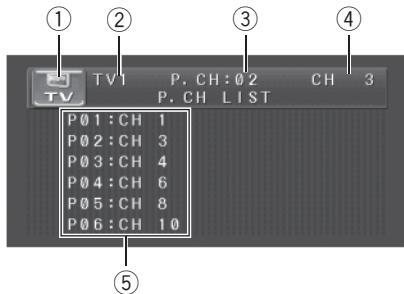 ① ② ③ ④
TV TV1 P.CH:02 CH 3
P.CH LIST
P01:CH 1
P02:CH 3
P03:CH 4
P04:CH 6
P05:CH 8
P06:CH 10
⑤